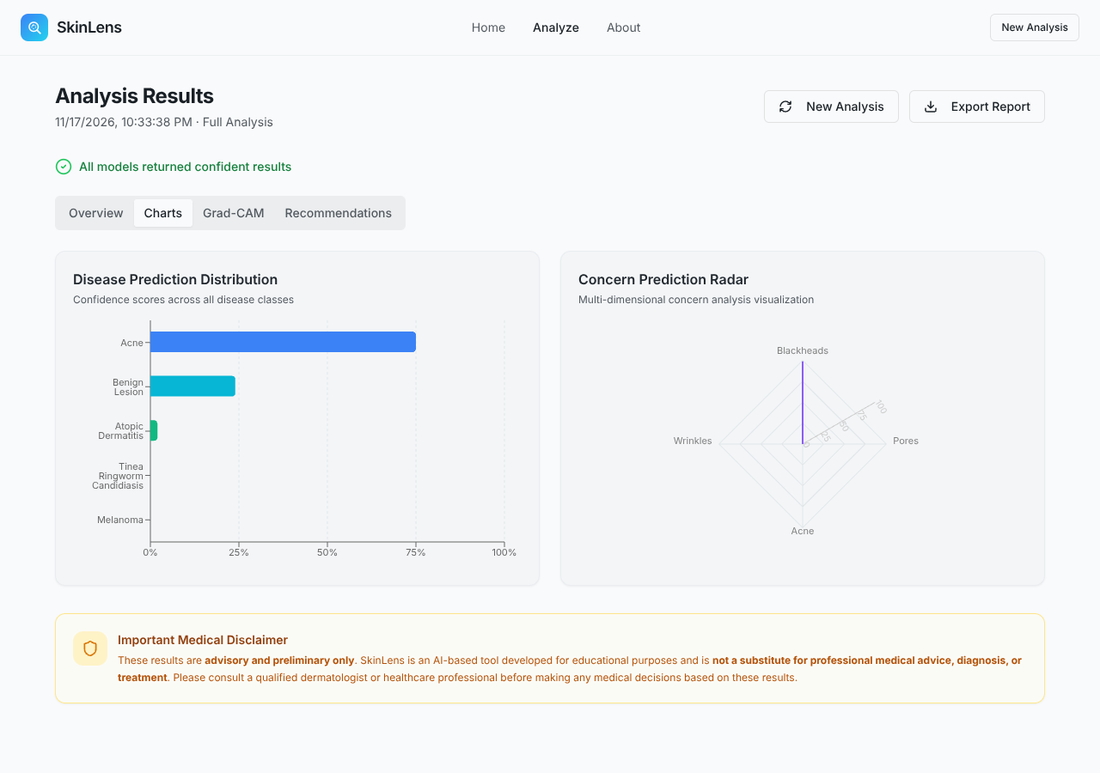 SkinLens
Home
Analyze
About
New Analysis
Analysis Results
11/17/2026, 10:33:38 PM · Full Analysis
New Analysis
Export Report
All models returned confident results
Overview
Charts
Grad-CAM
Recommendations
Disease Prediction Distribution
Confidence scores across all disease classes
Acne
Benign
Lesion
Atopic
Dermatitis
Tinea
Ringworm
Candidiasis
Melanoma
0%
25%
50%
75%
100%
Concern Prediction Radar
Multi-dimensional concern analysis visualization
Blackheads
Wrinkles
0
25
50
75
100
Pores
Acne
Important Medical Disclaimer
These results are advisory and preliminary only. SkinLens is an AI-based tool developed for educational purposes and is not a substitute for professional medical advice, diagnosis, or
treatment. Please consult a qualified dermatologist or healthcare professional before making any medical decisions based on these results.